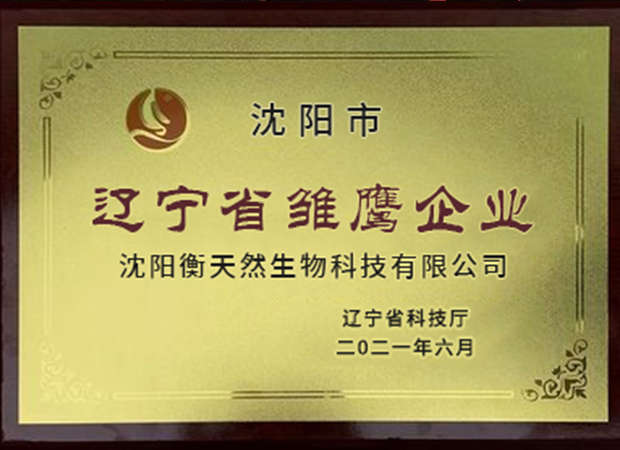 沈阳市
辽宁省雏鹰企业
沈阳衡天然生物科技有限公司
辽宁省科技厅
二〇二一年六月